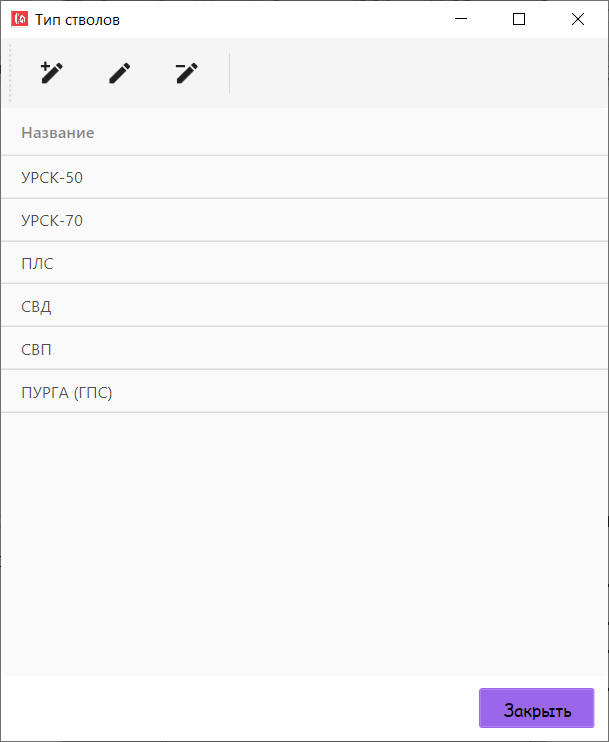 Тип стволов
Название
УРСК-50
УРСК-70
ПЛС
СВД
СВП
ПУРГА (ГПС)
Закрыть